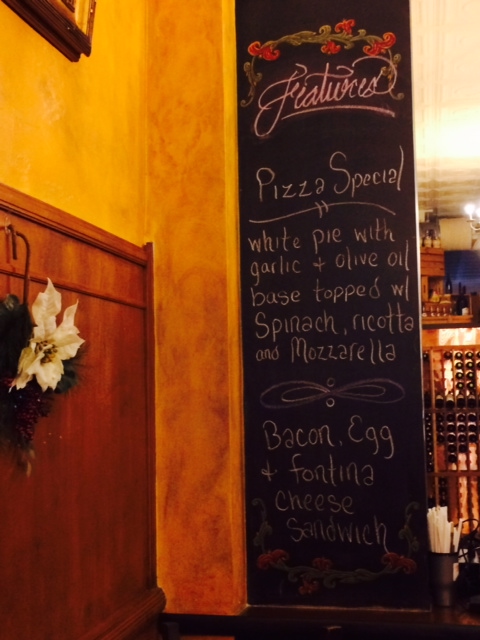 Features
Pizza Special
white pie with
garlic + olive oil
base topped w/
Spinach, ricotta
and Mozzarella
Bacon, Egg
+ fontina
cheese
Sandwich